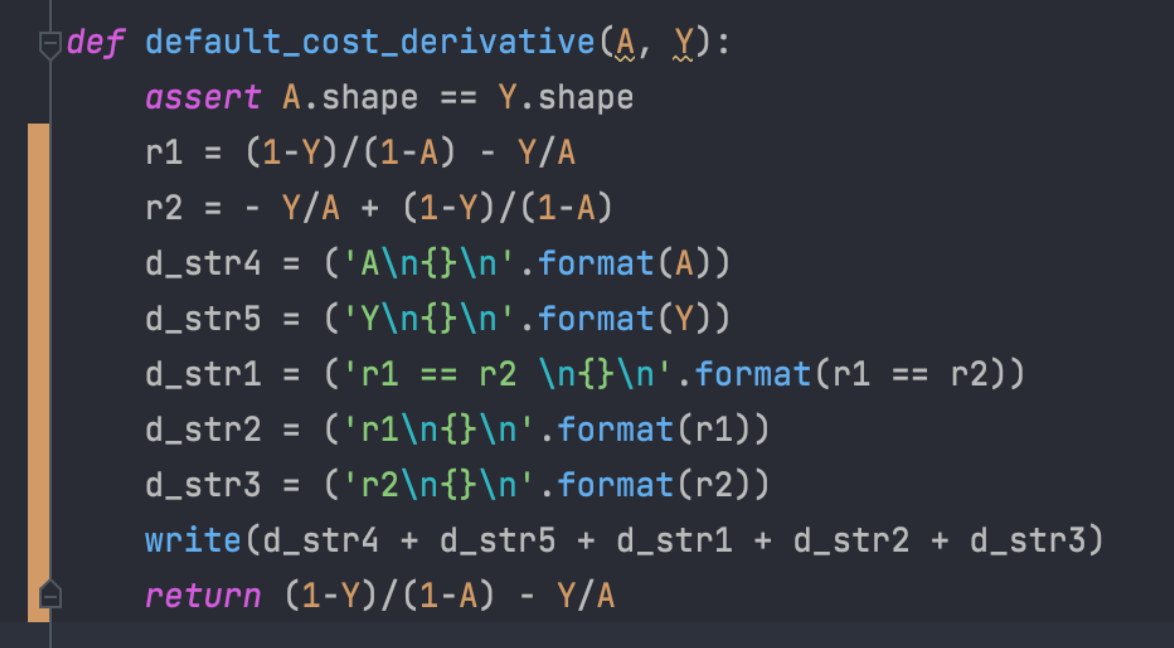 def default_cost_derivative(A, Y):
    assert A.shape == Y.shape
    r1 = (1-Y)/(1-A) - Y/A
    r2 = - Y/A + (1-Y)/(1-A)
    d_str4 = ('A\n{}\n'.format(A))
    d_str5 = ('Y\n{}\n'.format(Y))
    d_str1 = ('r1 == r2 \n{}\n'.format(r1 == r2))
    d_str2 = ('r1\n{}\n'.format(r1))
    d_str3 = ('r2\n{}\n'.format(r2))
    write(d_str4 + d_str5 + d_str1 + d_str2 + d_str3)
    return (1-Y)/(1-A) - Y/A